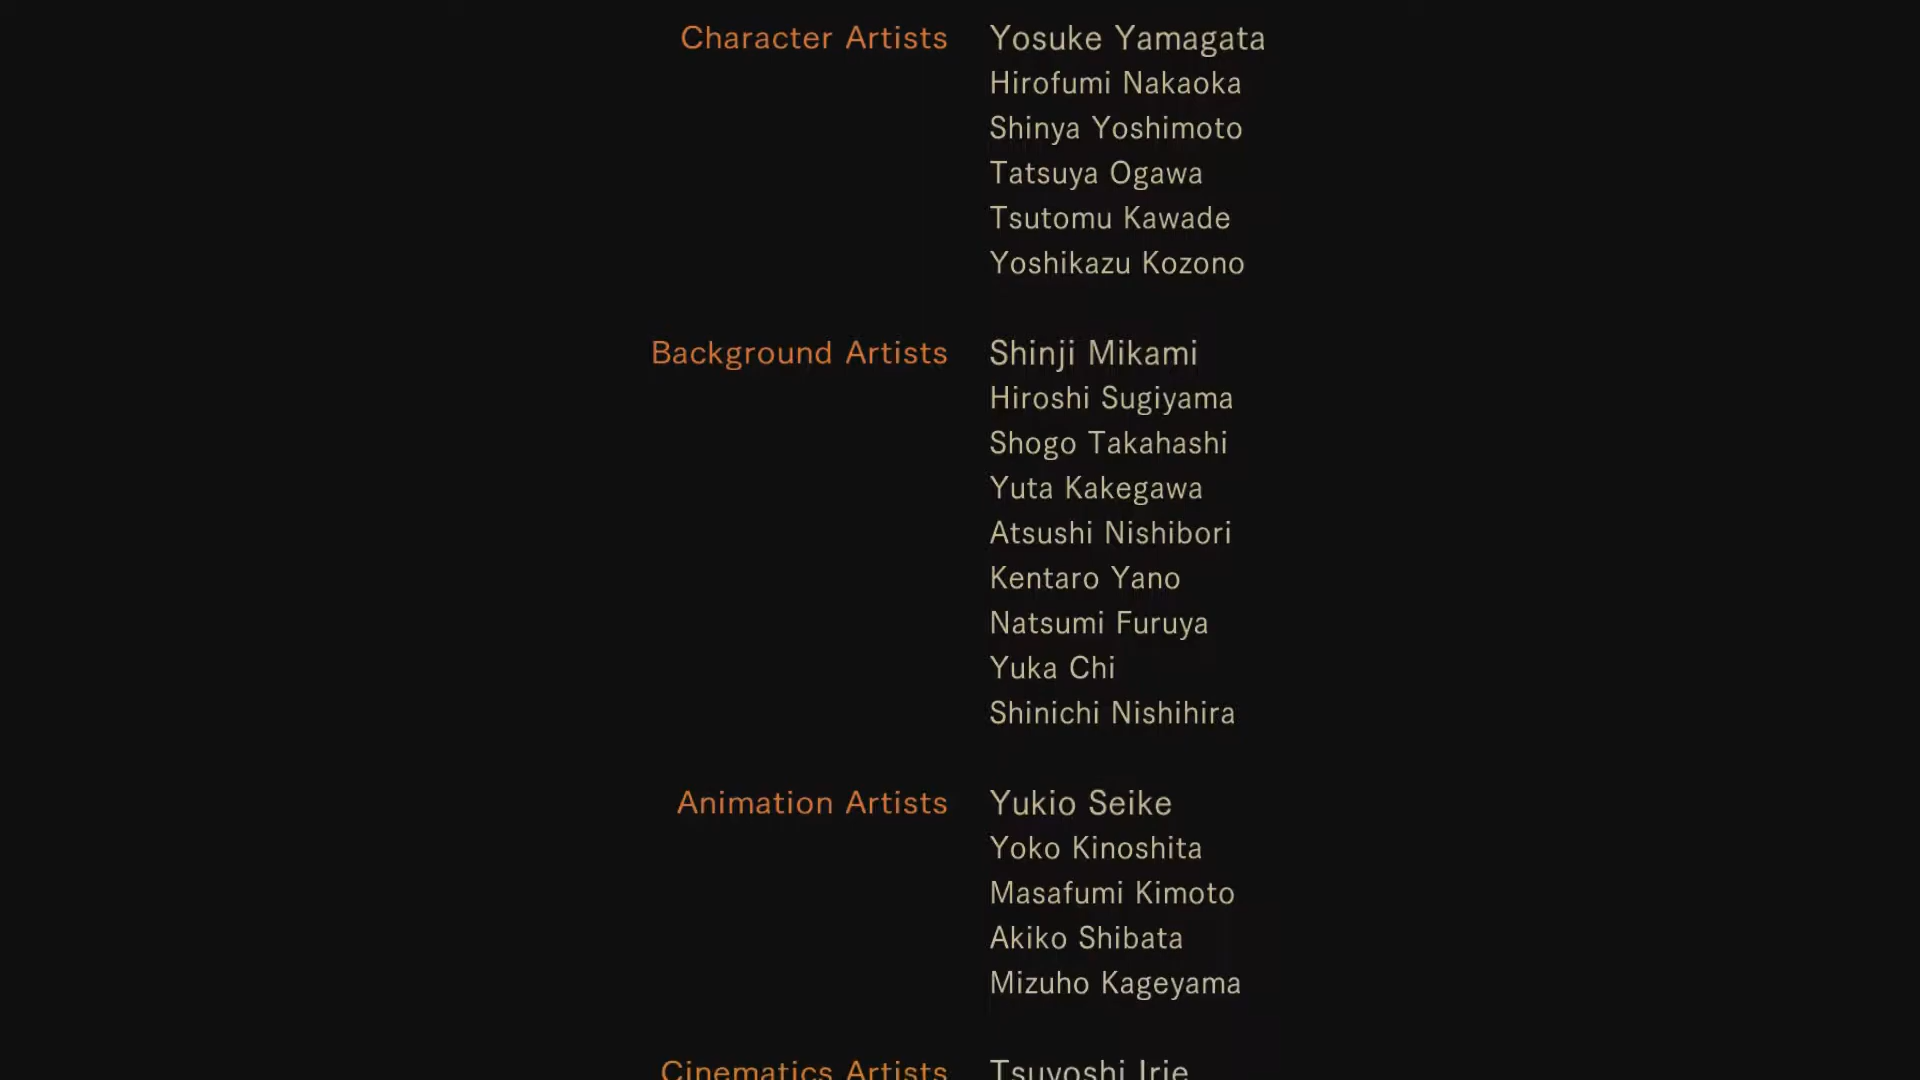 Character Artists Yosuke Yamagata
Hirofumi Nakaoka
Shinya Yoshimoto
Tatsuya Ogawa
Tsutomu Kawade
Yoshikazu Kozono
Background Artists Shinji Mikami
Hiroshi Sugiyama
Shogo Takahashi
Yuta Kakegawa
Atsushi Nishibori
Kentaro Yano
Natsumi Furuya
Yuka Chi
Shinichi Nishihira
Animation Artists Yukio Seike
Yoko Kinoshita
Masafumi Kimoto
Akiko Shibata
Mizuho Kageyama
Cinematics Artists Tsuyoshi Irie